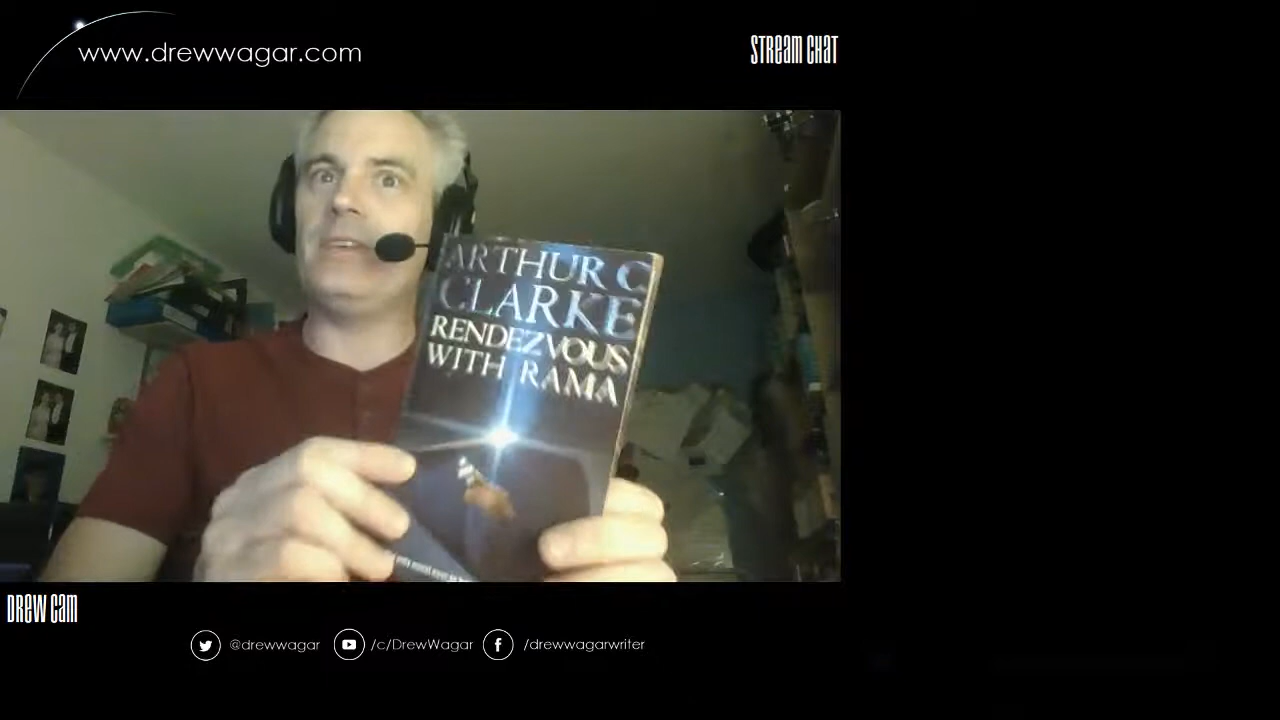 www.drewwagar.com
Stream Chat
ARTHUR C
CLARKE
RENDEZVOUS
WITH RAMA
Drew Cam
@drewwagar
/c/DrewWagar
/drewwagarwriter